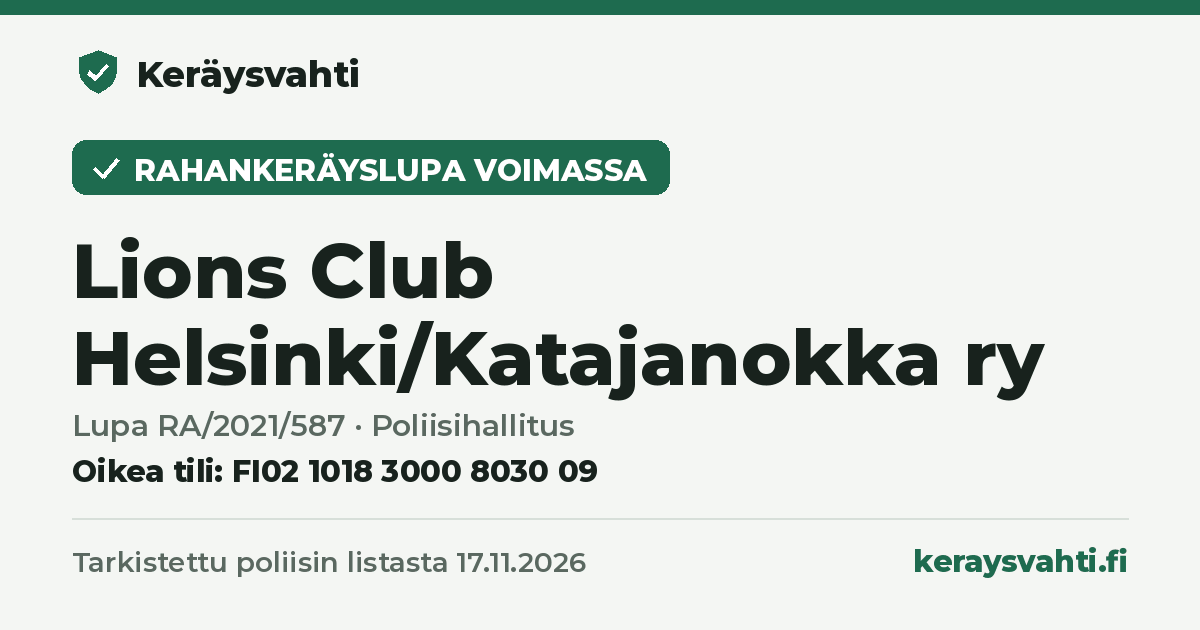 Keräysvahti
RAHANKERÄYSLUPA VOIMASSA
Lions Club
Helsinki/Katajanokka ry
Lupa RA/2021/587 · Poliisihallitus
Oikea tili: FI02 1018 3000 8030 09
Tarkistettu poliisin listasta 17.11.2026
keraysvahti.fi